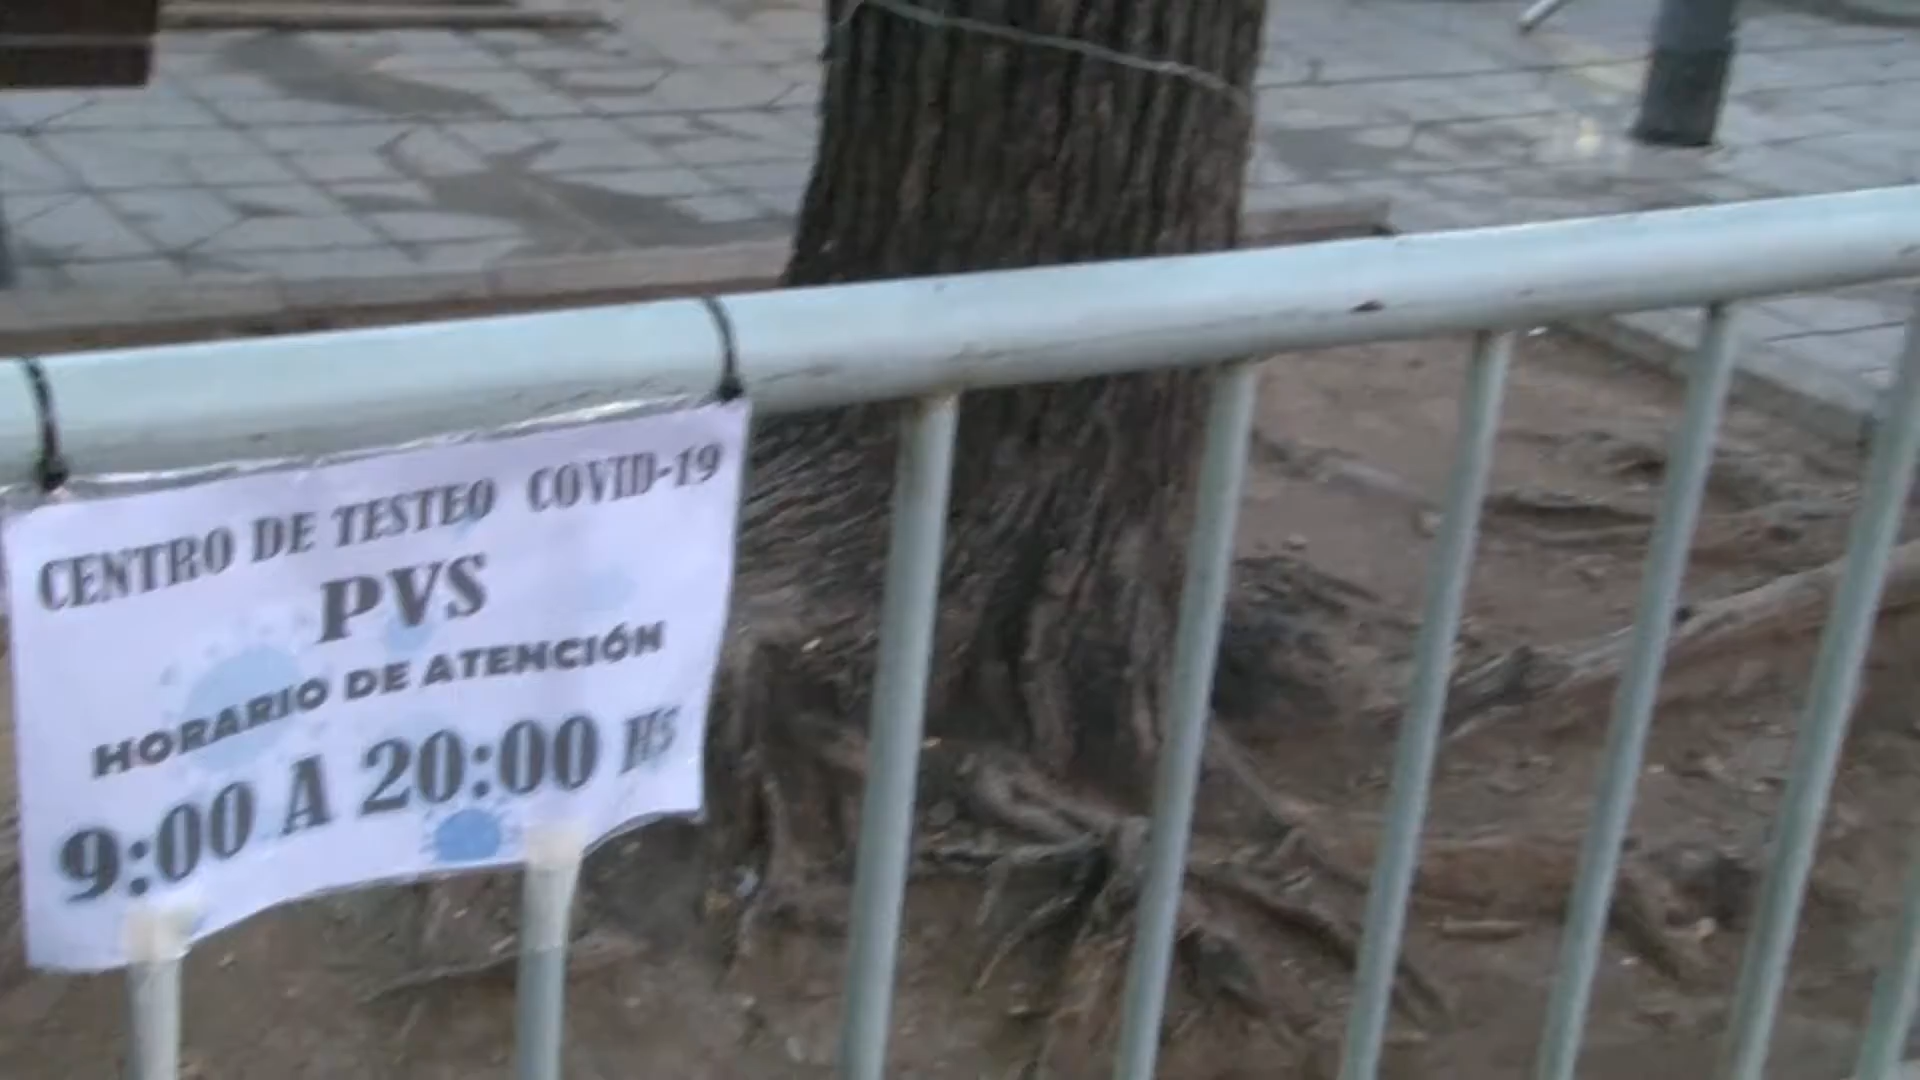 CENTRO DE TESTEO COVID-19
PVS
HORARIO DE ATENCIÓN
9:00 A 20:00 HS